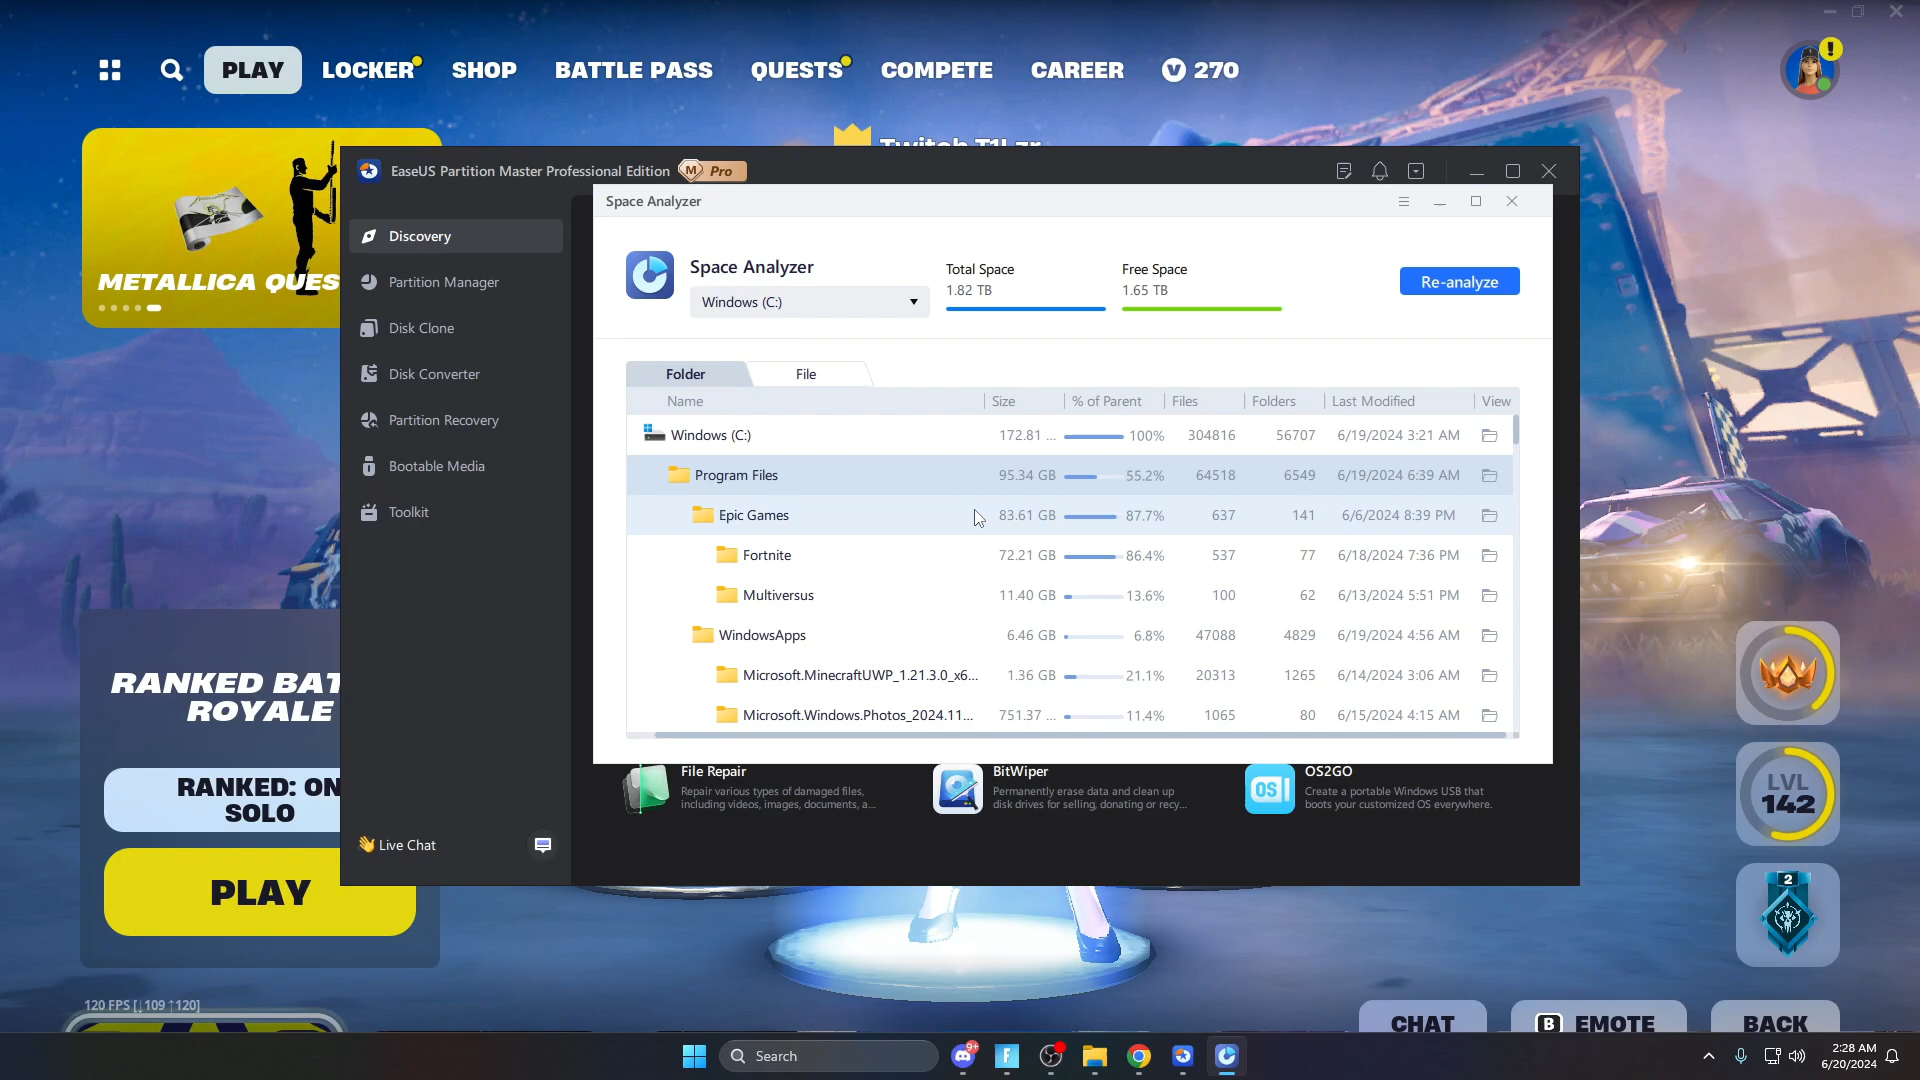 PLAY
LOCKER
SHOP
BATTLE PASS
QUESTS
COMPETE
CAREER
V 270
!
METALLICA QUES
Twitch T1Lzr
EaseUS Partition Master Professional Edition
M Pro
Discovery
Partition Manager
Disk Clone
Disk Converter
Partition Recovery
Bootable Media
Toolkit
Live Chat
Space Analyzer
Space Analyzer
Windows (C:)
Total Space
1.82 TB
Free Space
1.65 TB
Re-analyze
Folder
File
Name Size % of Parent Files Folders Last Modified View
Windows (C:) 172.81 ... 100% 304816 56707 6/19/2024 3:21 AM
Program Files 95.34 GB 55.2% 64518 6549 6/19/2024 6:39 AM
Epic Games 83.61 GB 87.7% 637 141 6/6/2024 8:39 PM
Fortnite 72.21 GB 86.4% 537 77 6/18/2024 7:36 PM
Multiversus 11.40 GB 13.6% 100 62 6/13/2024 5:51 PM
WindowsApps 6.46 GB 6.8% 47088 4829 6/19/2024 4:56 AM
Microsoft.MinecraftUWP_1.21.3.0_x6... 1.36 GB 21.1% 20313 1265 6/14/2024 3:06 AM
Microsoft.Windows.Photos_2024.11... 751.37 ... 11.4% 1065 80 6/15/2024 4:15 AM
File Repair
Repair various types of damaged files,
including videos, images, documents, a...
BitWiper
Permanently erase data and clean up
disk drives for selling, donating or recy...
OS
OS2GO
Create a portable Windows USB that
boots your customized OS everywhere.
RANKED BAT
ROYALE
RANKED: ON
SOLO
PLAY
LVL
142
2
120 FPS [↓109 ↑120]
CHAT
B EMOTE
BACK
Search
9+
F
2:28 AM
6/20/2024